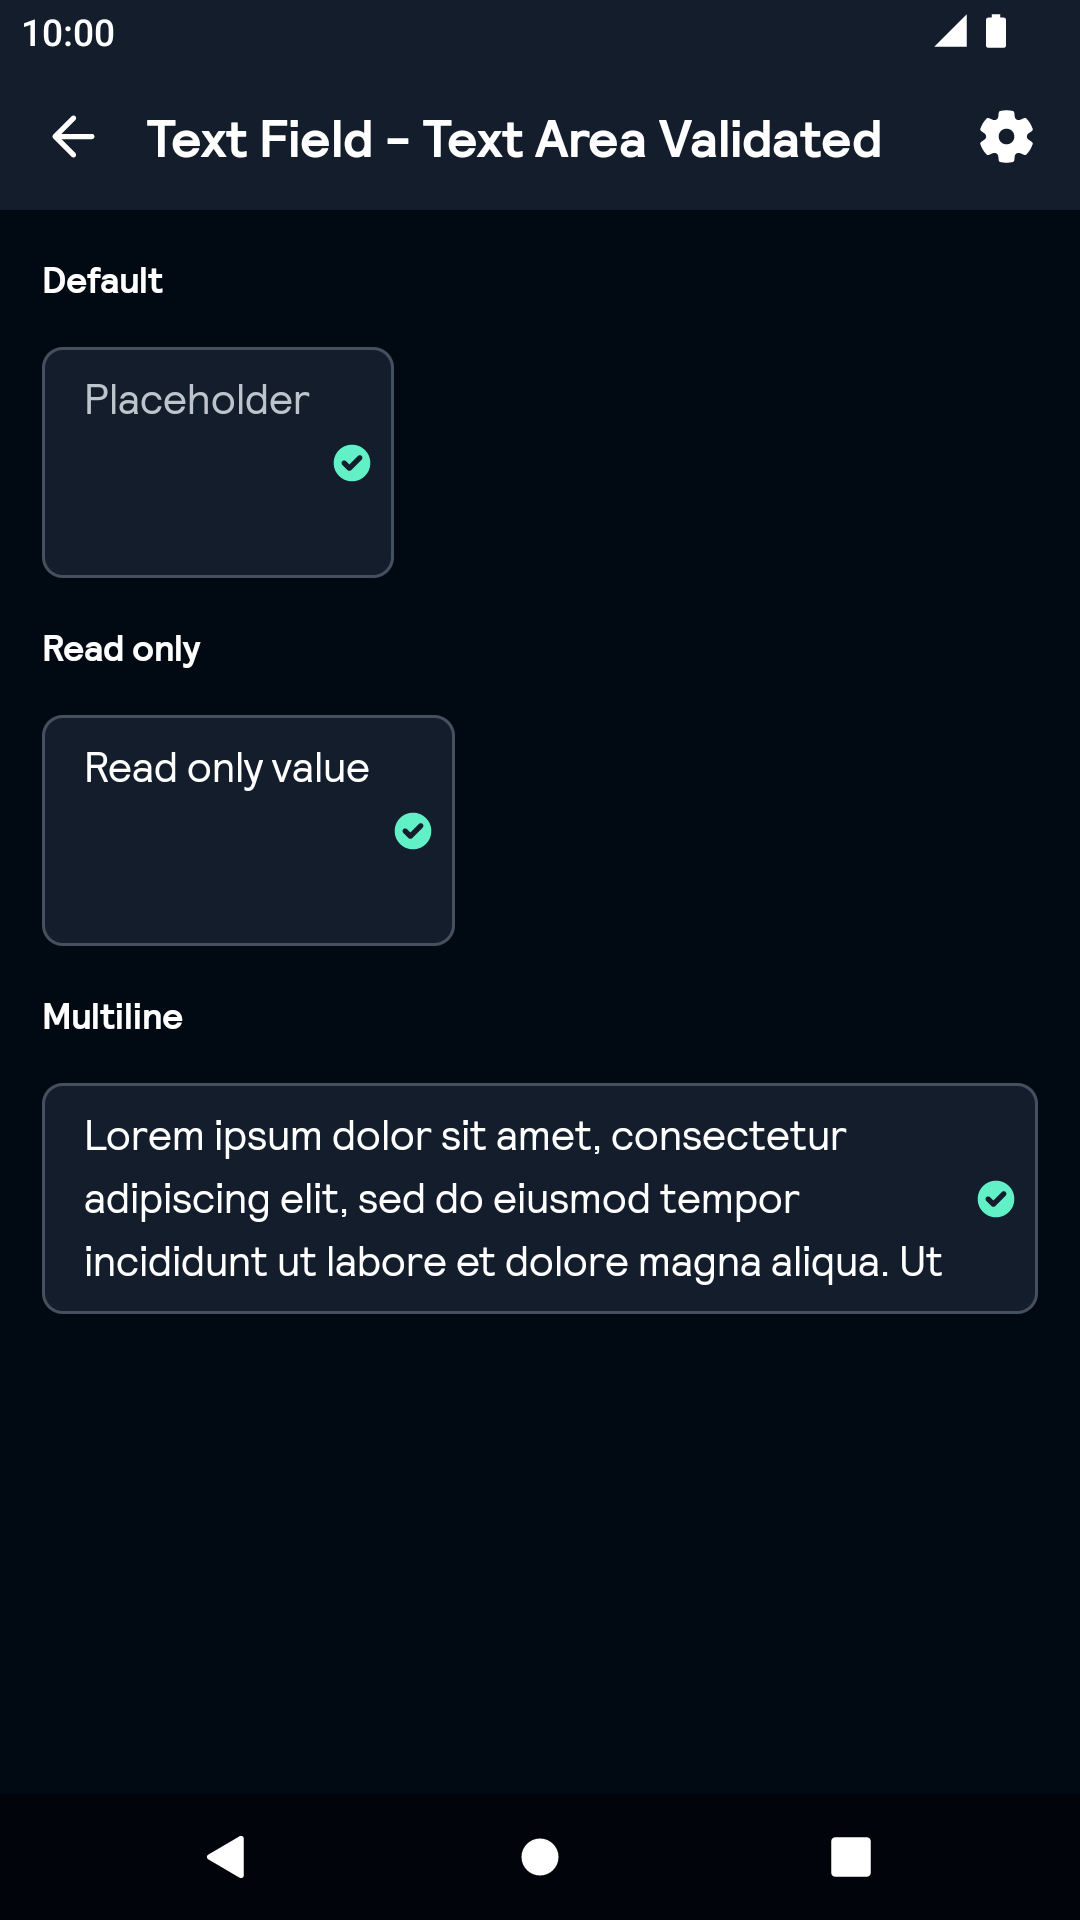 10:00
Text Field - Text Area Validated
Default
Placeholder
Read only
Read only value
Multiline
Lorem ipsum dolor sit amet, consectetur
adipiscing elit, sed do eiusmod tempor
incididunt ut labore et dolore magna aliqua. Ut